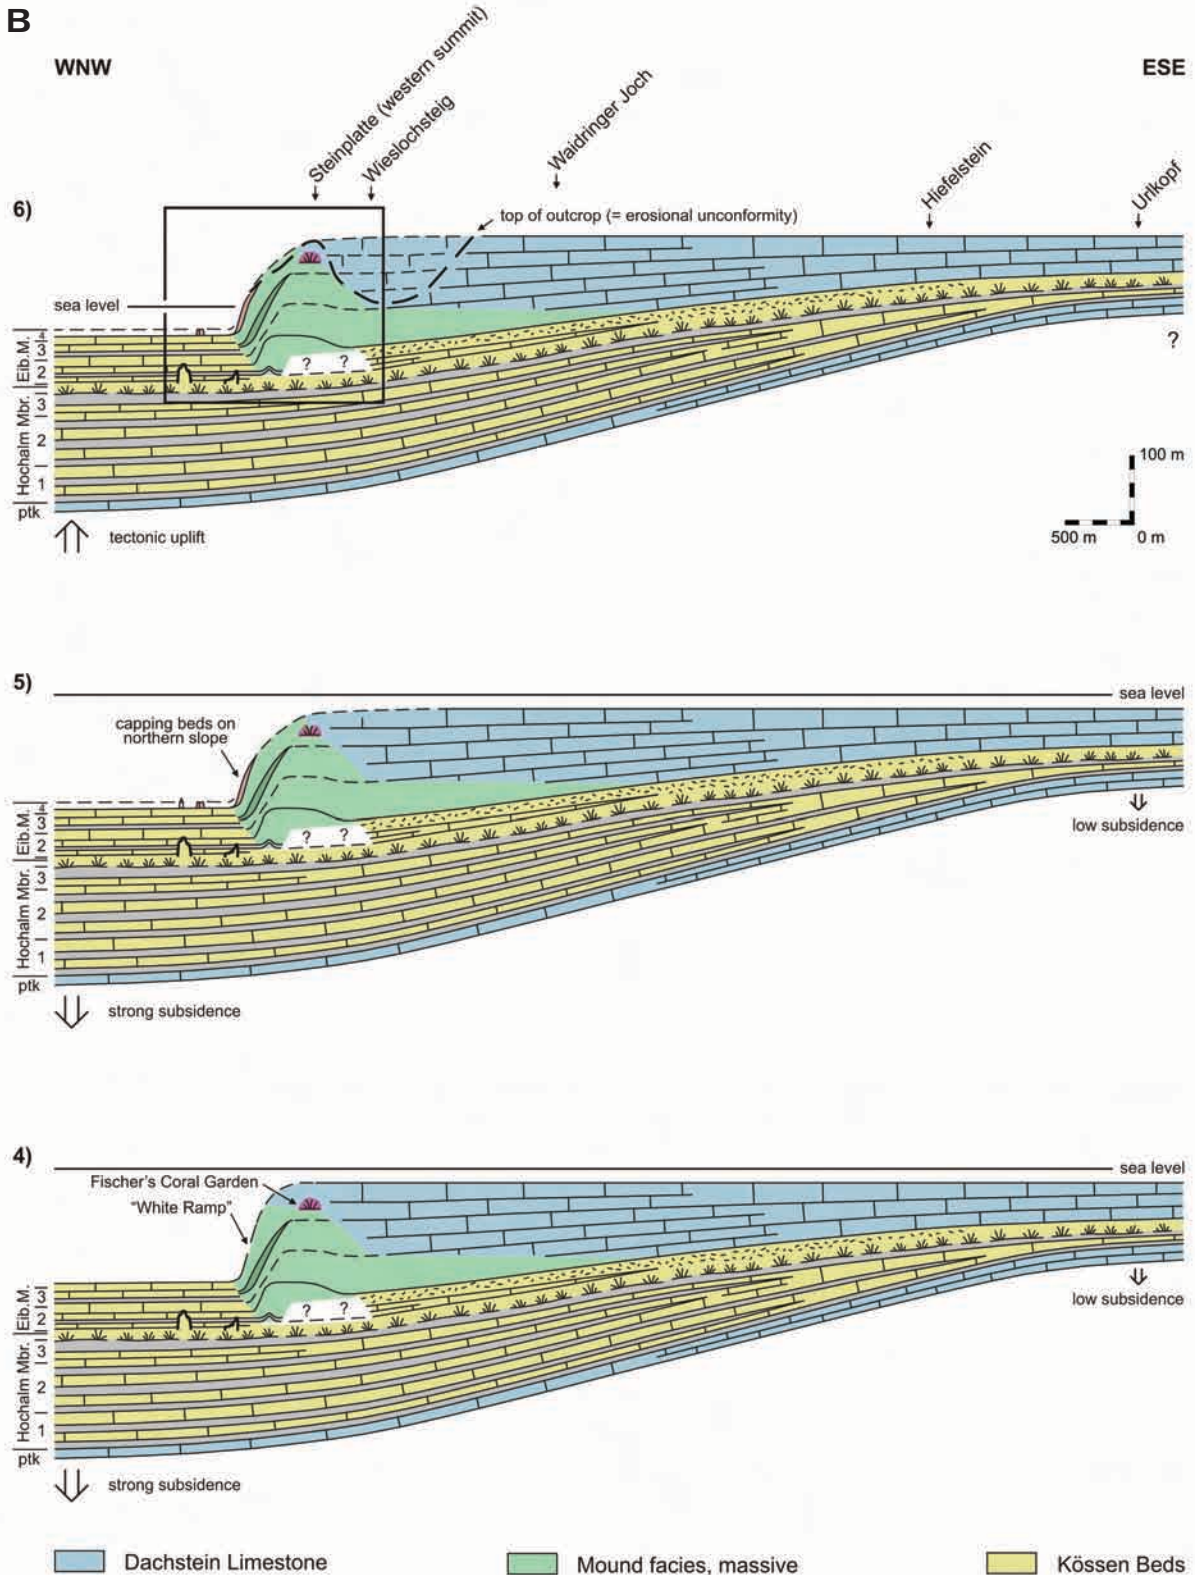 B
WNW
ESE
Steinplatte (western summit)
Wieslochsteig
Waidringer Joch
Hiefelstein
Urlkopf
6)
top of outcrop (= erosional unconformity)
sea level
4
3
2
Eib.M.
3
2
1
Hochalm Mbr.
ptk
? ?
?
100 m
500 m 0 m
tectonic uplift
5)
sea level
capping beds on
northern slope
4
3
2
Eib.M.
3
2
1
Hochalm Mbr.
ptk
? ?
low subsidence
strong subsidence
4)
sea level
Fischer's Coral Garden
"White Ramp"
3
2
Eib.M.
3
2
1
Hochalm Mbr.
ptk
? ?
low subsidence
strong subsidence
Dachstein Limestone
Mound facies, massive
Kössen Beds